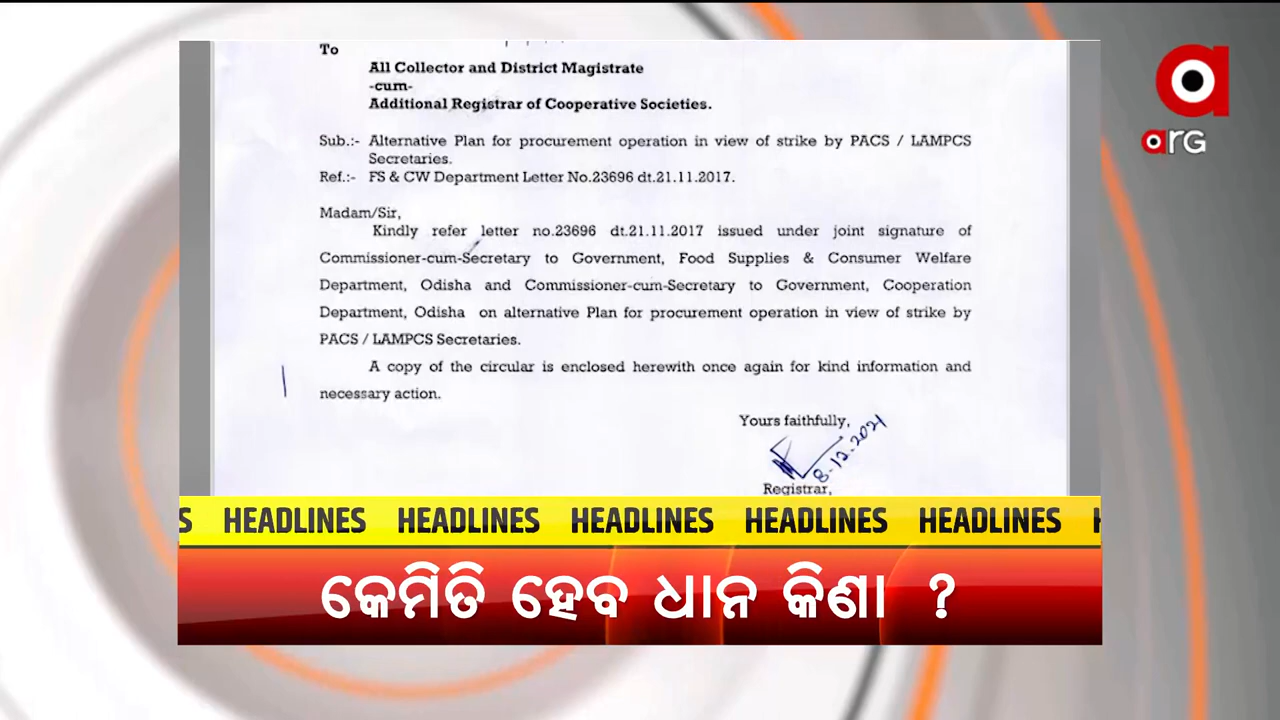 To
All Collector and District Magistrate
-cum-
Additional Registrar of Cooperative Societies.
Sub.:- Alternative Plan for procurement operation in view of strike by PACS / LAMPCS
Secretaries.
Ref.:- FS & CW Department Letter No.23696 dt.21.11.2017.
Madam/Sir,
Kindly refer letter no.23696 dt.21.11.2017 issued under joint signature of
Commissioner-cum-Secretary to Government, Food Supplies & Consumer Welfare
Department, Odisha and Commissioner-cum-Secretary to Government, Cooperation
Department, Odisha on alternative Plan for procurement operation in view of strike by
PACS / LAMPCS Secretaries.
A copy of the circular is enclosed herewith once again for kind information and
necessary action.
Yours faithfully,
8-12-2021
Registrar,
S HEADLINES HEADLINES HEADLINES HEADLINES HEADLINES H
କେମିତି ହେବ ଧାନ କିଣା ?
a
arG